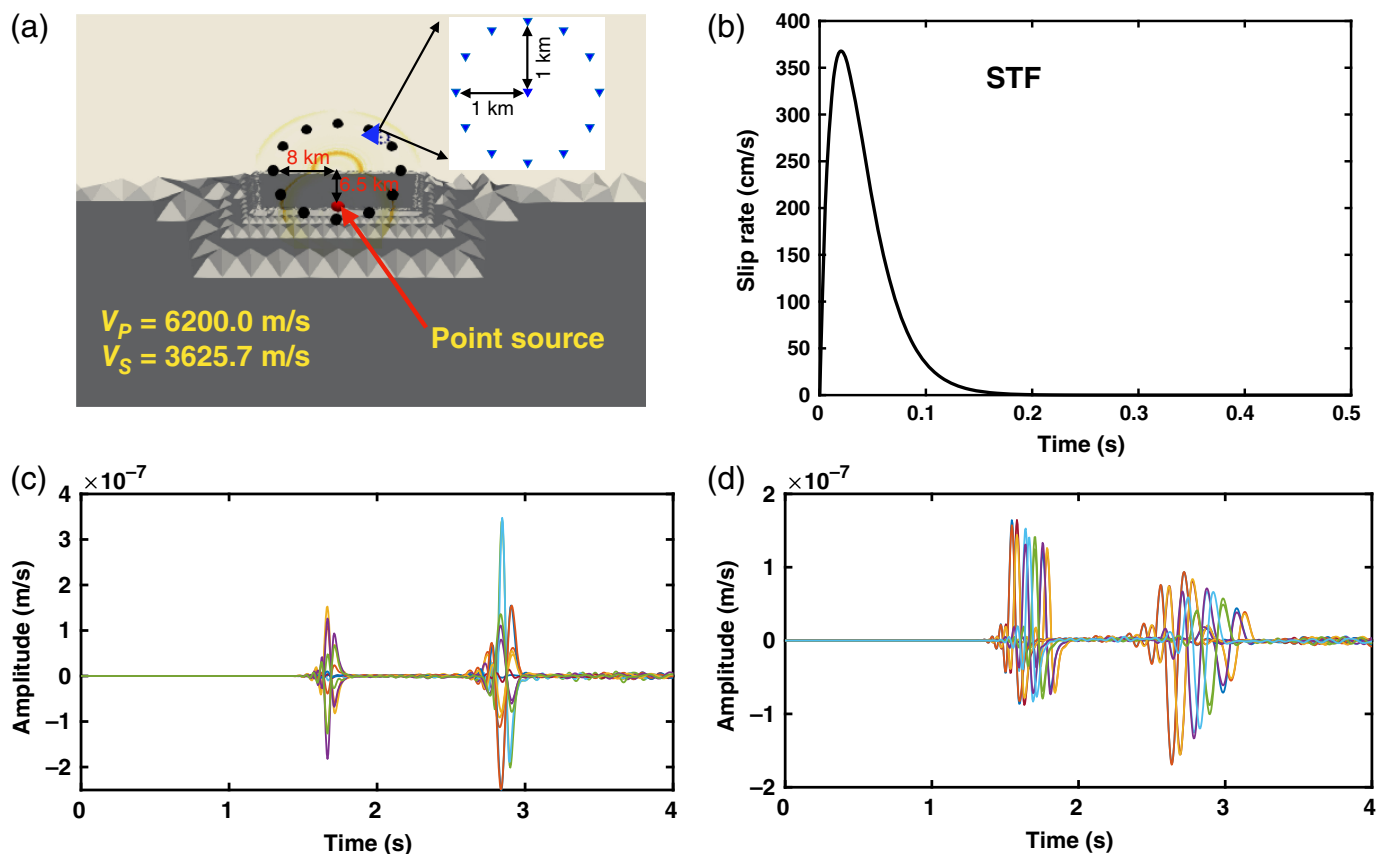 (a)
1 km
1 km
8 km
6.5 km
V_P = 6200.0 m/s
V_S = 3625.7 m/s
Point source
(b)
400
350
300
250
200
150
100
50
0
Slip rate (cm/s)
STF
0 0.1 0.2 0.3 0.4 0.5
Time (s)
(c)
×10⁻⁷
4
3
2
1
0
−1
−2
Amplitude (m/s)
0 1 2 3 4
Time (s)
(d)
×10⁻⁷
2
1
0
−1
−2
Amplitude (m/s)
0 1 2 3 4
Time (s)